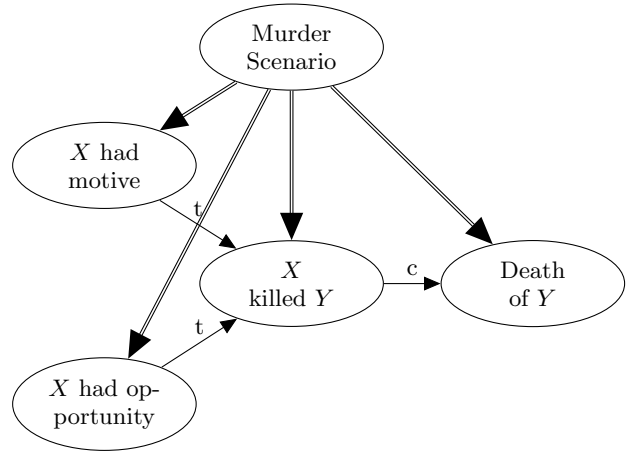 Murder
Scenario
X had
motive
t
X
killed Y
c
Death
of Y
t
X had op-
portunity